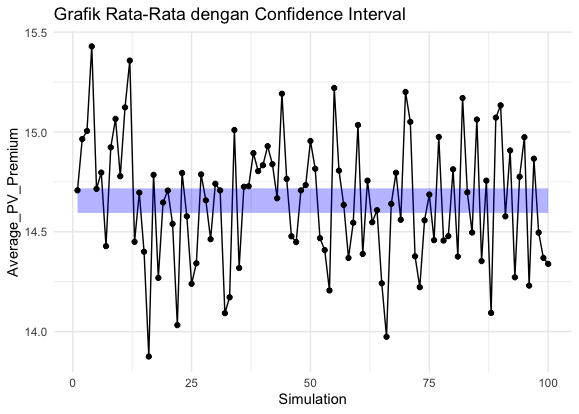 Grafik Rata-Rata dengan Confidence Interval
15.5
15.0
14.5
14.0
Average_PV_Premium
0 25 50 75 100
Simulation